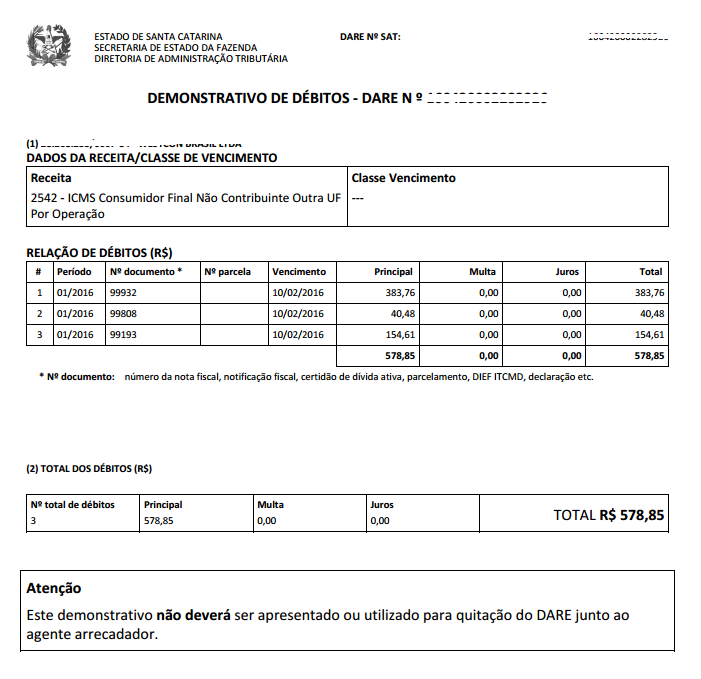 ESTADO DE SANTA CATARINA
SECRETARIA DE ESTADO DA FAZENDA
DIRETORIA DE ADMINISTRAÇÃO TRIBUTÁRIA
DARE Nº SAT:
DEMONSTRATIVO DE DÉBITOS - DARE N º
(1) BRASIL LTDA
DADOS DA RECEITA/CLASSE DE VENCIMENTO
Receita Classe Vencimento
2542 - ICMS Consumidor Final Não Contribuinte Outra UF ---
Por Operação
RELAÇÃO DE DÉBITOS (R$)
# Período Nº documento * Nº parcela Vencimento Principal Multa Juros Total
1 01/2016 99932 10/02/2016 383,76 0,00 0,00 383,76
2 01/2016 99808 10/02/2016 40,48 0,00 0,00 40,48
3 01/2016 99193 10/02/2016 154,61 0,00 0,00 154,61
578,85 0,00 0,00 578,85
* Nº documento: número da nota fiscal, notificação fiscal, certidão de dívida ativa, parcelamento, DIEF ITCMD, declaração etc.
(2) TOTAL DOS DÉBITOS (R$)
Nº total de débitos Principal Multa Juros
3 578,85 0,00 0,00 TOTAL R$ 578,85
Atenção
Este demonstrativo não deverá ser apresentado ou utilizado para quitação do DARE junto ao
agente arrecadador.